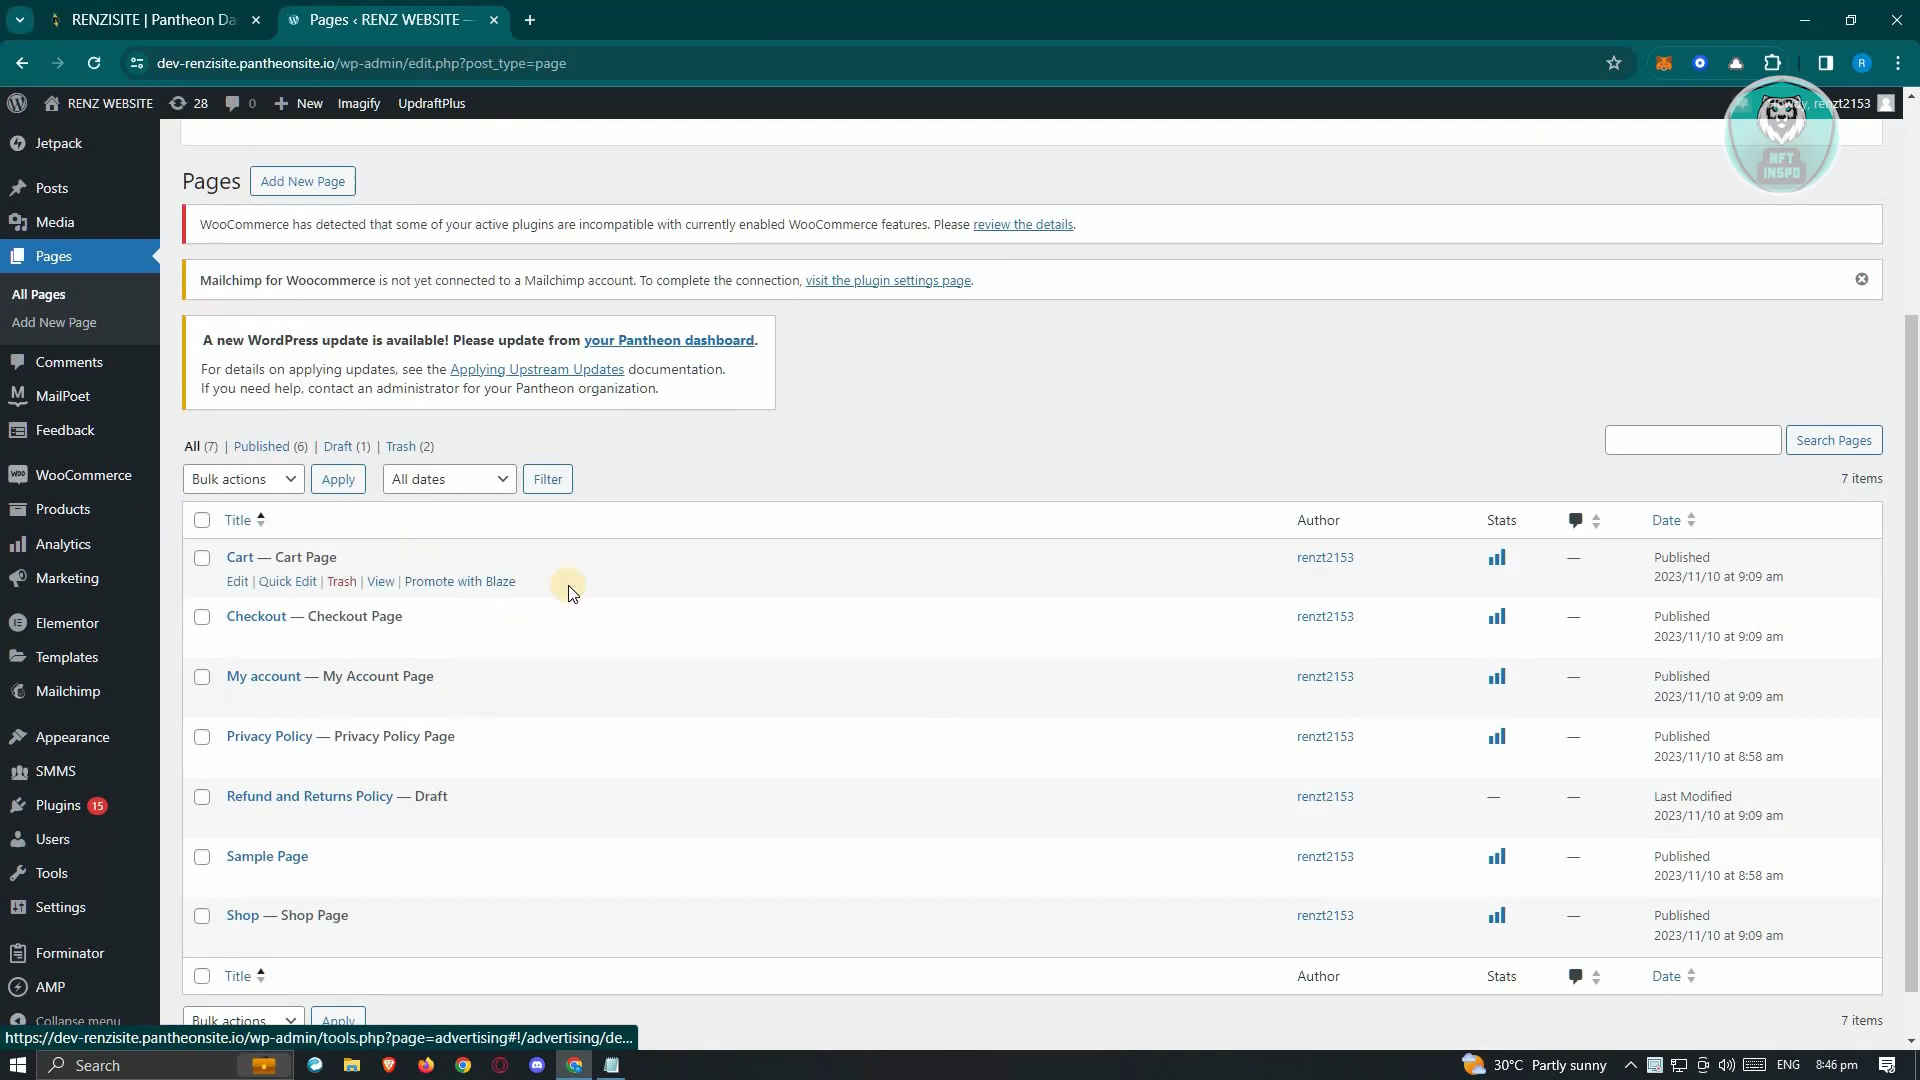 RENZISITE | Pantheon Da
Pages ‹ RENZ WEBSITE —
dev-renzisite.pantheonsite.io/wp-admin/edit.php?post_type=page
R
RENZ WEBSITE
28
0
New
Imagify
UpdraftPlus
Howdy, renzt2153
NFT
INSPO
Jetpack
Posts
Media
Pages
All Pages
Add New Page
Comments
MailPoet
Feedback
WooCommerce
Products
Analytics
Marketing
Elementor
Templates
Mailchimp
Appearance
SMMS
Plugins 15
Users
Tools
Settings
Forminator
AMP
Collapse menu
Pages
Add New Page
WooCommerce has detected that some of your active plugins are incompatible with currently enabled WooCommerce features. Please review the details.
Mailchimp for Woocommerce is not yet connected to a Mailchimp account. To complete the connection, visit the plugin settings page.
A new WordPress update is available! Please update from your Pantheon dashboard.
For details on applying updates, see the Applying Upstream Updates documentation.
If you need help, contact an administrator for your Pantheon organization.
All (7) | Published (6) | Draft (1) | Trash (2)
Search Pages
Bulk actions
Apply
All dates
Filter
7 items
Title Author Stats Date
Cart — Cart Page renzt2153 — Published
2023/11/10 at 9:09 am
Edit | Quick Edit | Trash | View | Promote with Blaze
Checkout — Checkout Page renzt2153 — Published
2023/11/10 at 9:09 am
My account — My Account Page renzt2153 — Published
2023/11/10 at 9:09 am
Privacy Policy — Privacy Policy Page renzt2153 — Published
2023/11/10 at 8:58 am
Refund and Returns Policy — Draft renzt2153 — — Last Modified
2023/11/10 at 9:09 am
Sample Page renzt2153 — Published
2023/11/10 at 8:58 am
Shop — Shop Page renzt2153 — Published
2023/11/10 at 9:09 am
Title Author Stats Date
Bulk actions
Apply
7 items
https://dev-renzisite.pantheonsite.io/wp-admin/tools.php?page=advertising#!/advertising/de...
Search
30°C Partly sunny
ENG
8:46 pm